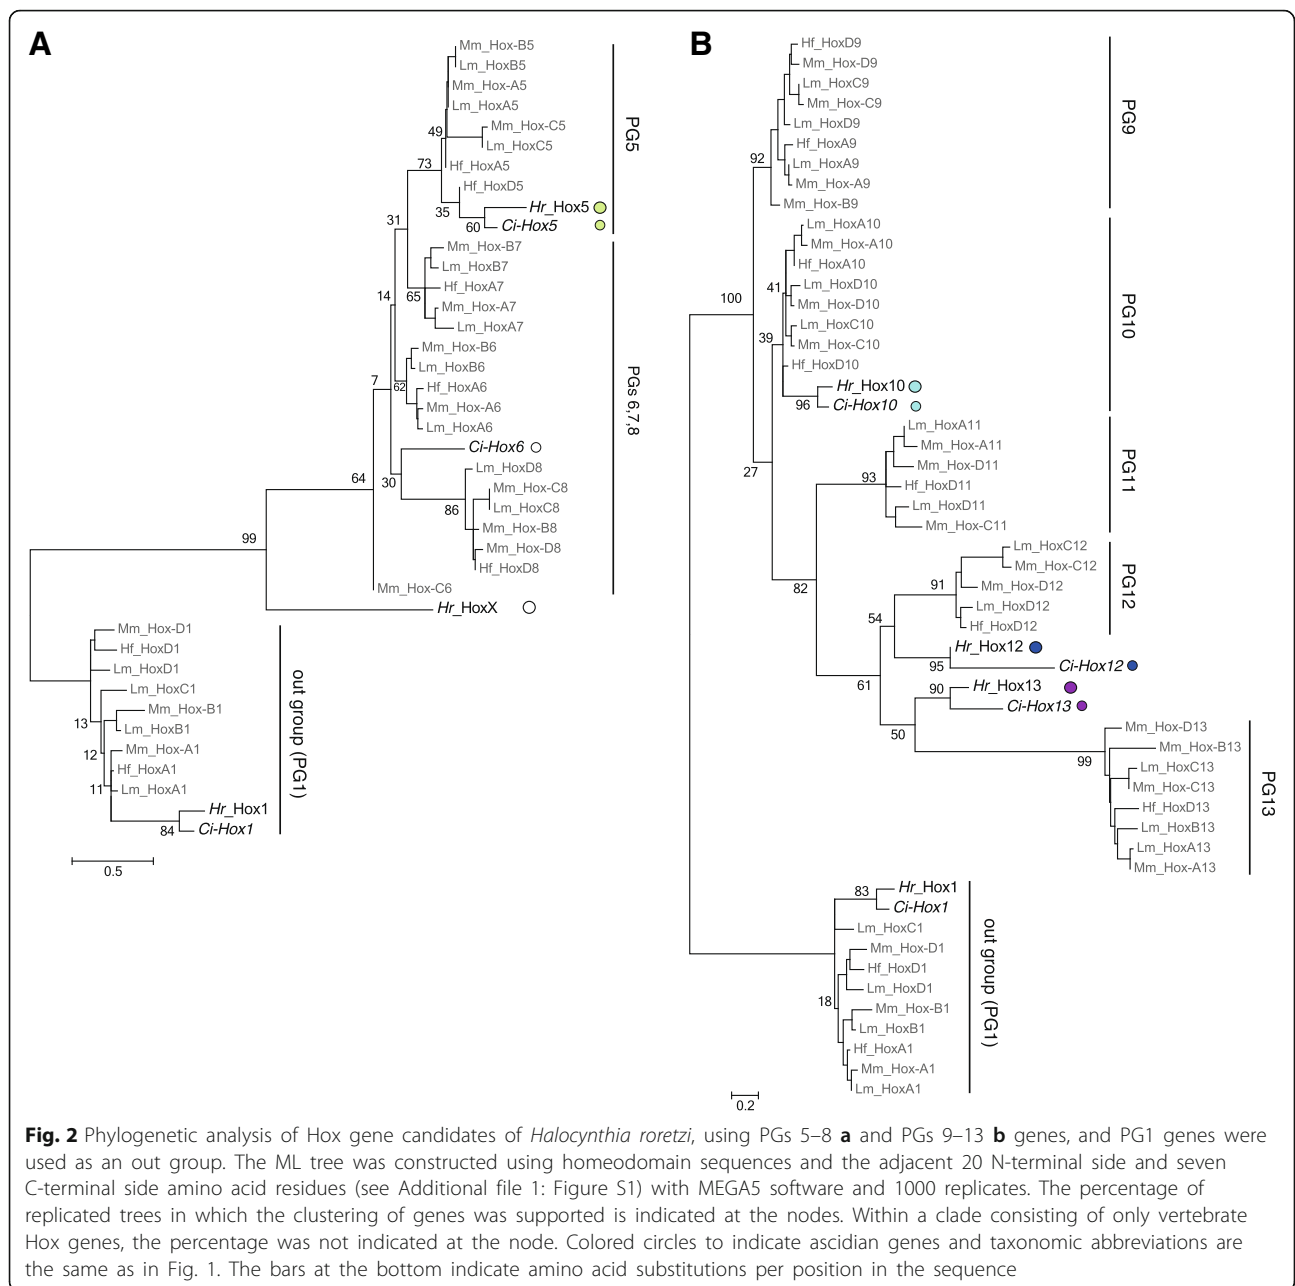 A
Mm_Hox-B5
Lm_HoxB5
Mm_Hox-A5
Lm_HoxA5
Mm_Hox-C5
49
Lm_HoxC5
73
Hf_HoxA5
Hf_HoxD5
35
Hr_Hox5
60
Ci-Hox5
PG5
31
Mm_Hox-B7
Lm_HoxB7
Hf_HoxA7
14
65
Mm_Hox-A7
Lm_HoxA7
Mm_Hox-B6
Lm_HoxB6
7
62
Hf_HoxA6
Mm_Hox-A6
Lm_HoxA6
Ci-Hox6
64
30
Lm_HoxD8
Mm_Hox-C8
86
Lm_HoxC8
Mm_Hox-B8
Mm_Hox-D8
Hf_HoxD8
Mm_Hox-C6
PGs 6,7,8
99
Hr_HoxX
Mm_Hox-D1
Hf_HoxD1
Lm_HoxD1
Lm_HoxC1
13
Mm_Hox-B1
Lm_HoxB1
12
Mm_Hox-A1
Hf_HoxA1
11
Lm_HoxA1
Hr_Hox1
84
Ci-Hox1
out group (PG1)
0.5
B
Hf_HoxD9
Mm_Hox-D9
Lm_HoxC9
Mm_Hox-C9
Lm_HoxD9
Hf_HoxA9
92
Lm_HoxA9
Mm_Hox-A9
Mm_Hox-B9
PG9
Lm_HoxA10
Mm_Hox-A10
Hf_HoxA10
41
Lm_HoxD10
100
Mm_Hox-D10
Lm_HoxC10
39
Mm_Hox-C10
Hf_HoxD10
Hr_Hox10
96
Ci-Hox10
PG10
Lm_HoxA11
Mm_Hox-A11
27
Mm_Hox-D11
93
Hf_HoxD11
Lm_HoxD11
Mm_Hox-C11
PG11
Lm_HoxC12
Mm_Hox-C12
82
91
Mm_Hox-D12
Lm_HoxD12
54
Hf_HoxD12
PG12
Hr_Hox12
95
Ci-Hox12
61
90
Hr_Hox13
Ci-Hox13
50
Mm_Hox-D13
Mm_Hox-B13
99
Lm_HoxC13
Mm_Hox-C13
Hf_HoxD13
Lm_HoxB13
Lm_HoxA13
Mm_Hox-A13
PG13
83
Hr_Hox1
Ci-Hox1
Lm_HoxC1
Mm_Hox-D1
Hf_HoxD1
Lm_HoxD1
18
Mm_Hox-B1
Lm_HoxB1
Hf_HoxA1
Mm_Hox-A1
Lm_HoxA1
out group (PG1)
0.2
Fig. 2 Phylogenetic analysis of Hox gene candidates of Halocynthia roretzi, using PGs 5–8 a and PGs 9–13 b genes, and PG1 genes were
used as an out group. The ML tree was constructed using homeodomain sequences and the adjacent 20 N-terminal side and seven
C-terminal side amino acid residues (see Additional file 1: Figure S1) with MEGA5 software and 1000 replicates. The percentage of
replicated trees in which the clustering of genes was supported is indicated at the nodes. Within a clade consisting of only vertebrate
Hox genes, the percentage was not indicated at the node. Colored circles to indicate ascidian genes and taxonomic abbreviations are
the same as in Fig. 1. The bars at the bottom indicate amino acid substitutions per position in the sequence